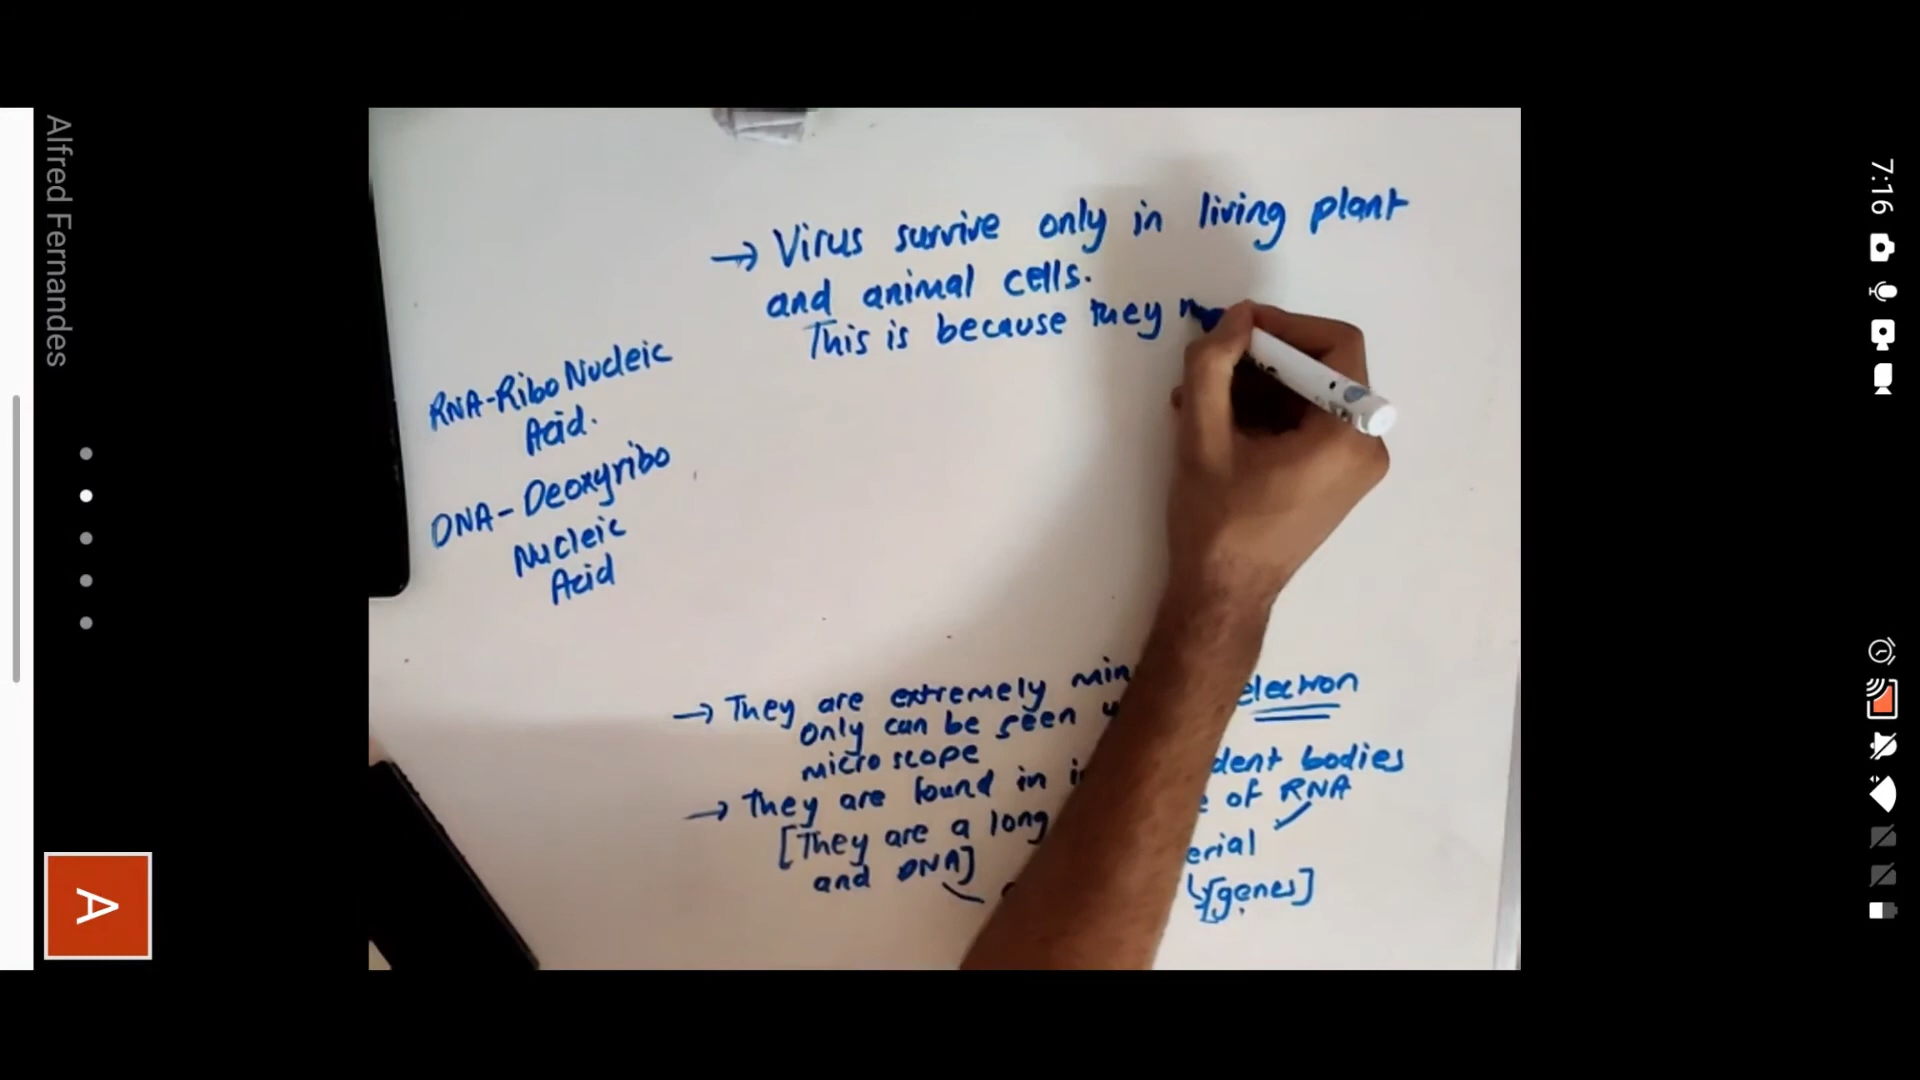 Alfred Fernandes
7:16
A
→ Virus survive only in living plant
and animal cells.
This is because they
RNA-Ribo Nucleic
Acid.
DNA- Deoxyribo
Nucleic
Acid
→ They are extremely electron
only can be seen
microscope
→ They are found in bodies
[They are a long of RNA
and DNA]
[genes]